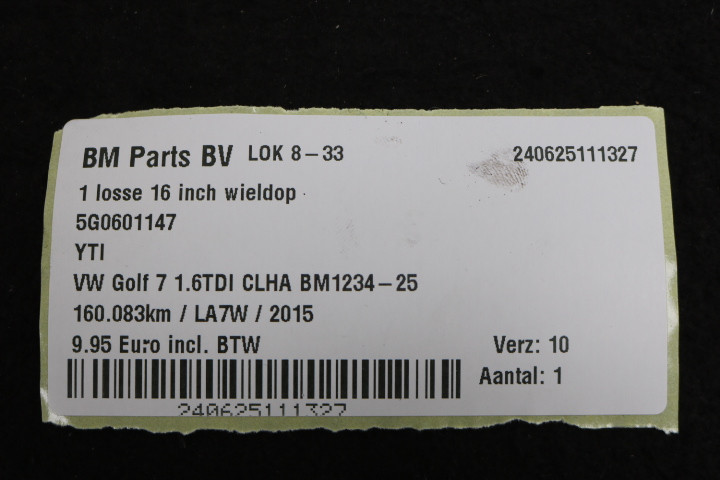 BM Parts BV LOK 8-33 240625111327
1 losse 16 inch wieldop
5G0601147
YTI
VW Golf 7 1.6TDI CLHA BM1234-25
160.083km / LA7W / 2015
9.95 Euro incl. BTW Verz: 10
Aantal: 1
240625111327